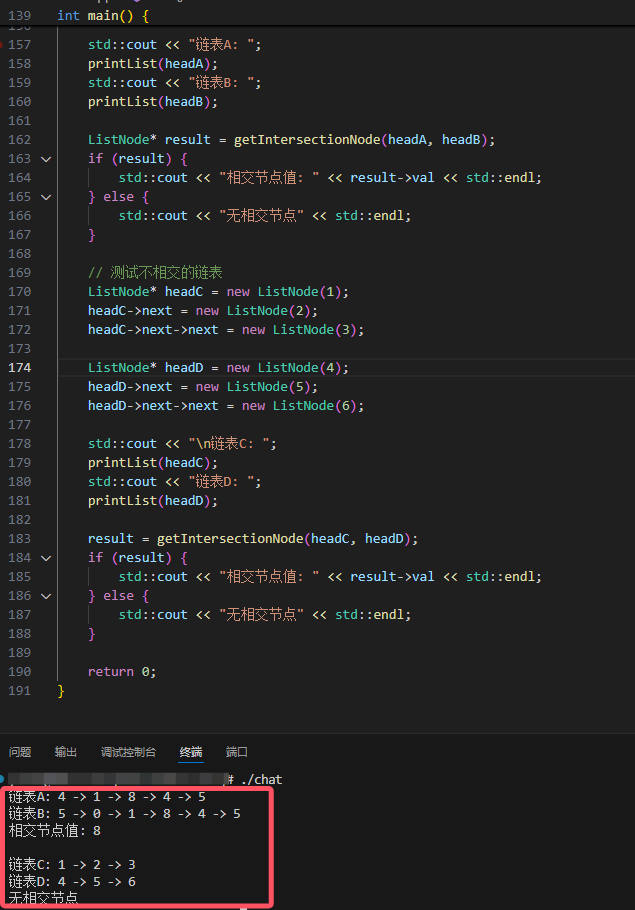 139 int main() {
157 std::cout << "链表A: ";
158 printList(headA);
159 std::cout << "链表B: ";
160 printList(headB);
161
162 ListNode* result = getIntersectionNode(headA, headB);
163 if (result) {
164 std::cout << "相交节点值: " << result->val << std::endl;
165 } else {
166 std::cout << "无相交节点" << std::endl;
167 }
168
169 // 测试不相交的链表
170 ListNode* headC = new ListNode(1);
171 headC->next = new ListNode(2);
172 headC->next->next = new ListNode(3);
173
174 ListNode* headD = new ListNode(4);
175 headD->next = new ListNode(5);
176 headD->next->next = new ListNode(6);
177
178 std::cout << "\n链表C: ";
179 printList(headC);
180 std::cout << "链表D: ";
181 printList(headD);
182
183 result = getIntersectionNode(headC, headD);
184 if (result) {
185 std::cout << "相交节点值: " << result->val << std::endl;
186 } else {
187 std::cout << "无相交节点" << std::endl;
188 }
189
190 return 0;
191 }
问题 输出 调试控制台 终端 端口
# ./chat
链表A: 4 -> 1 -> 8 -> 4 -> 5
链表B: 5 -> 0 -> 1 -> 8 -> 4 -> 5
相交节点值: 8
链表C: 1 -> 2 -> 3
链表D: 4 -> 5 -> 6
无相交节点